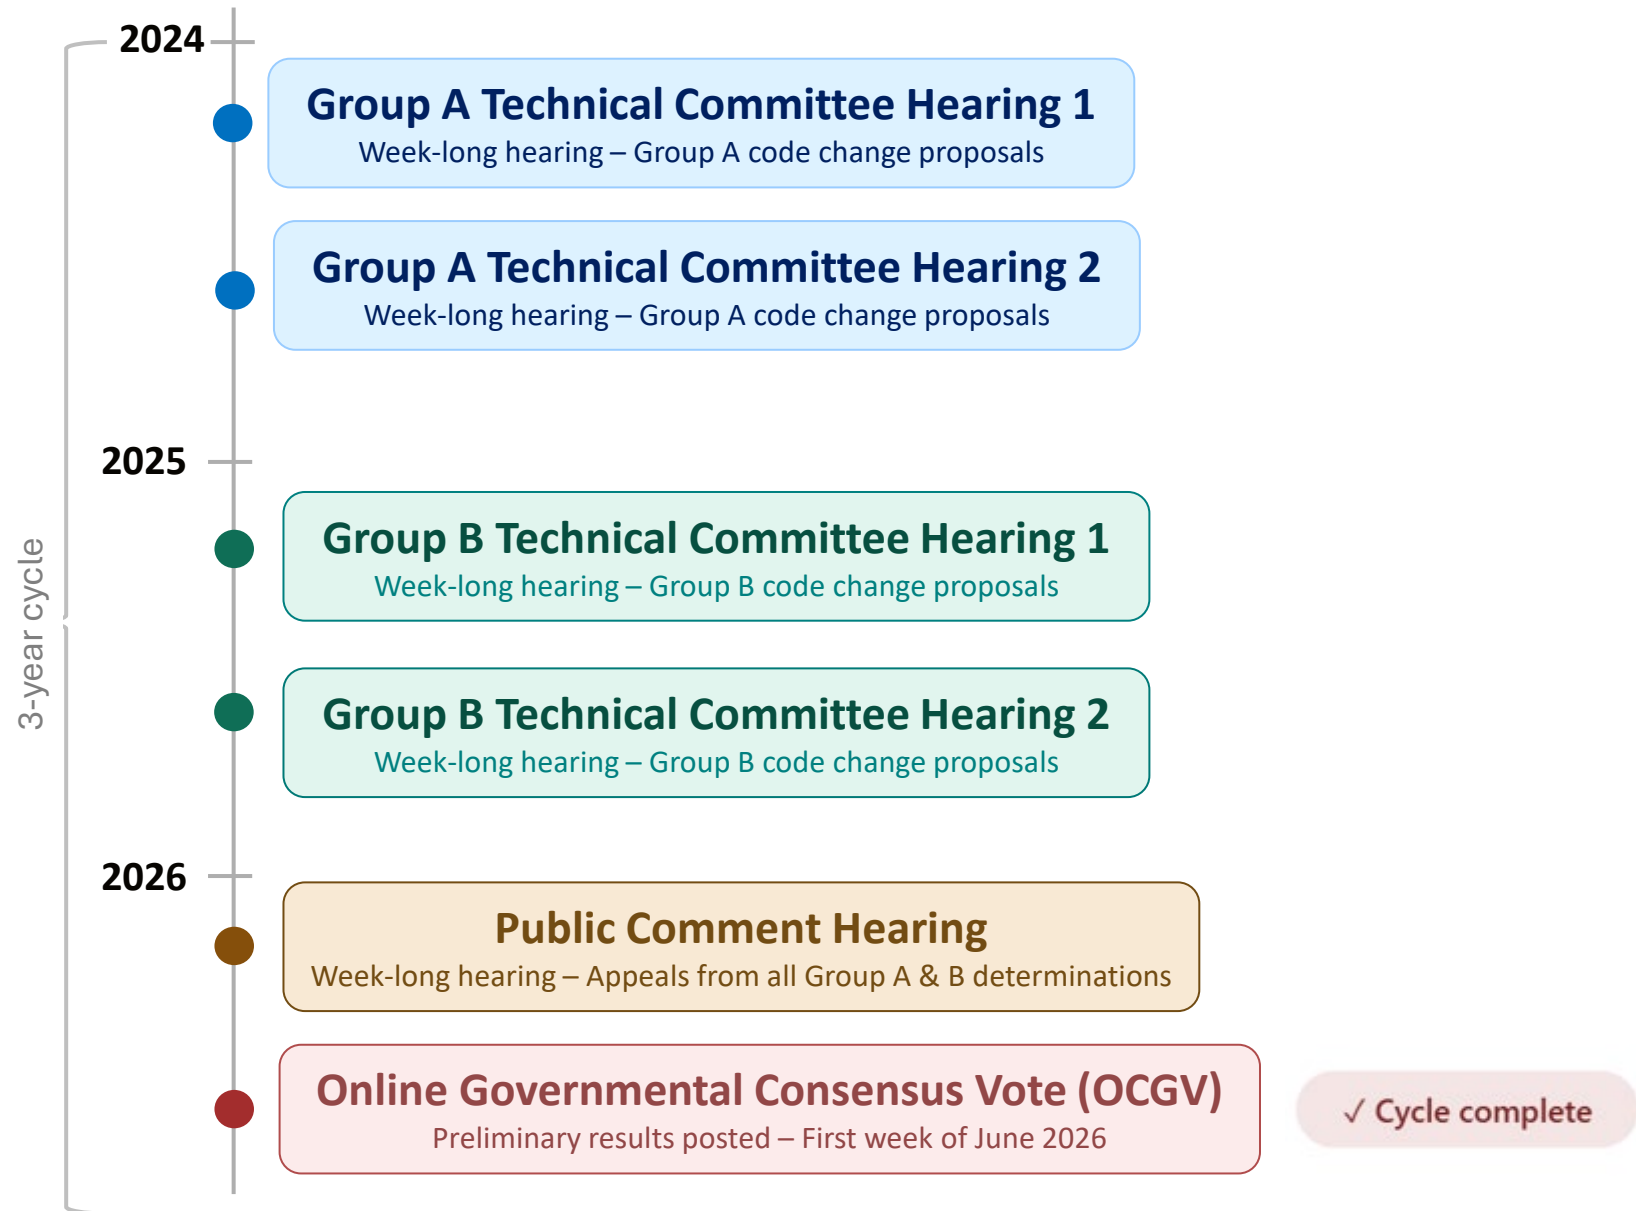 2024
Group A Technical Committee Hearing 1
Week-long hearing – Group A code change proposals
Group A Technical Committee Hearing 2
Week-long hearing – Group A code change proposals
2025
Group B Technical Committee Hearing 1
Week-long hearing – Group B code change proposals
3-year cycle
Group B Technical Committee Hearing 2
Week-long hearing – Group B code change proposals
2026
Public Comment Hearing
Week-long hearing – Appeals from all Group A & B determinations
Online Governmental Consensus Vote (OCGV)
Preliminary results posted – First week of June 2026
✓ Cycle complete